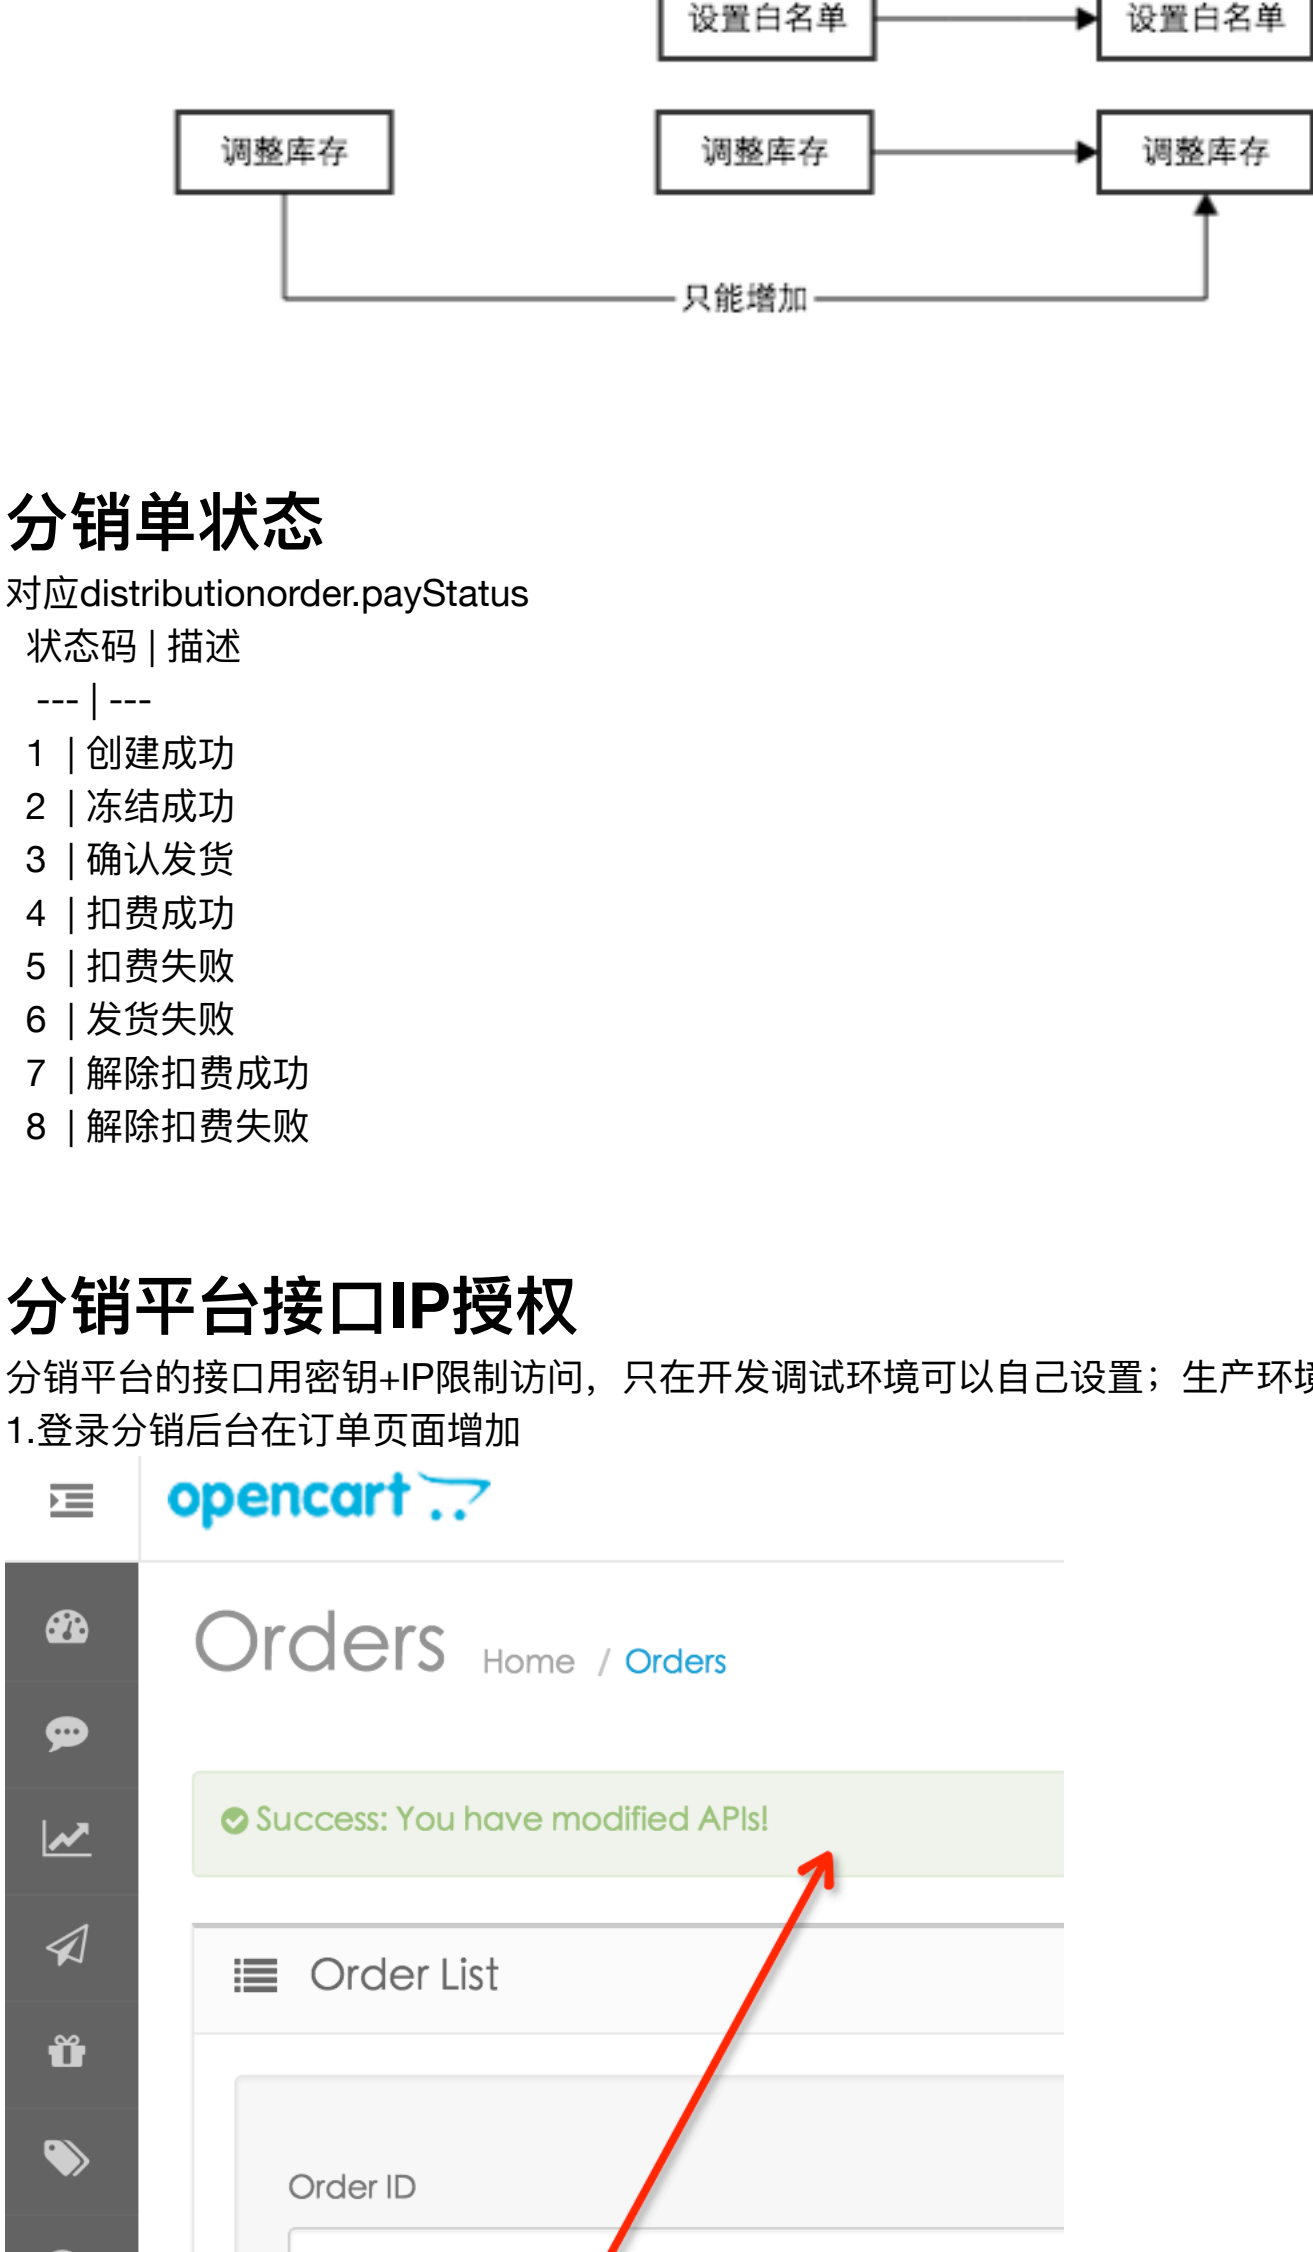 设置白名单 设置白名单
调整库存 调整库存 调整库存
只能增加
分销单状态
对应distributionorder.payStatus
状态码 | 描述
--- | ---
1 | 创建成功
2 | 冻结成功
3 | 确认发货
4 | 扣费成功
5 | 扣费失败
6 | 发货失败
7 | 解除扣费成功
8 | 解除扣费失败
分销平台接口IP授权
分销平台的接口用密钥+IP限制访问，只在开发调试环境可以自己设置；生产环
1.登录分销后台在订单页面增加
opencart
Orders Home / Orders
Success: You have modified APIs!
Order List
Order ID